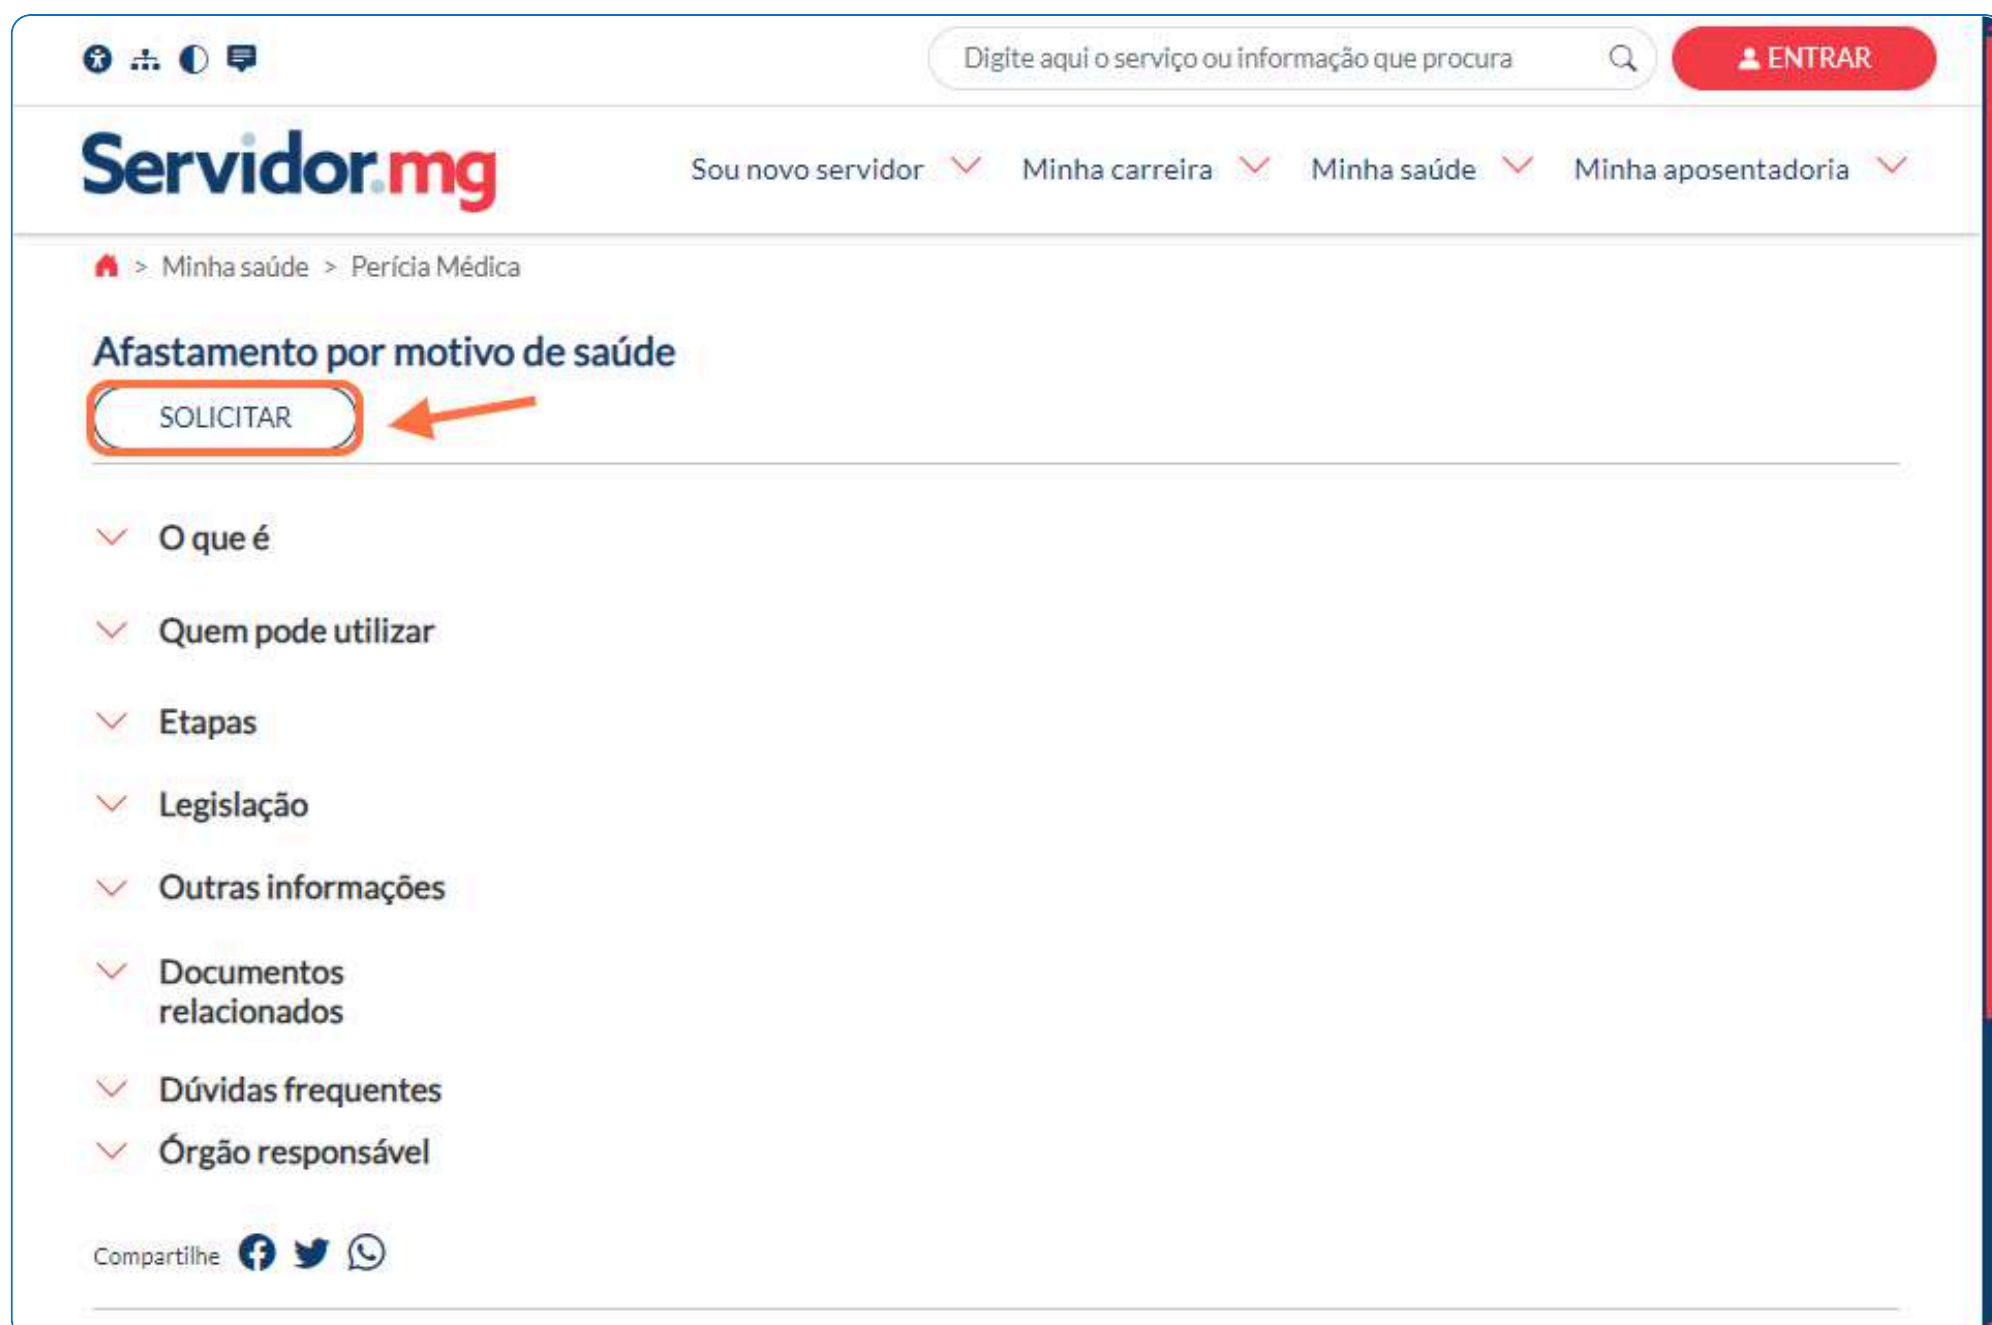 Digite aqui o serviço ou informação que procura
ENTRAR
Servidor.mg
Sou novo servidor
Minha carreira
Minha saúde
Minha aposentadoria
> Minha saúde > Perícia Médica
Afastamento por motivo de saúde
SOLICITAR
O que é
Quem pode utilizar
Etapas
Legislação
Outras informações
Documentos
relacionados
Dúvidas frequentes
Órgão responsável
Compartilhe